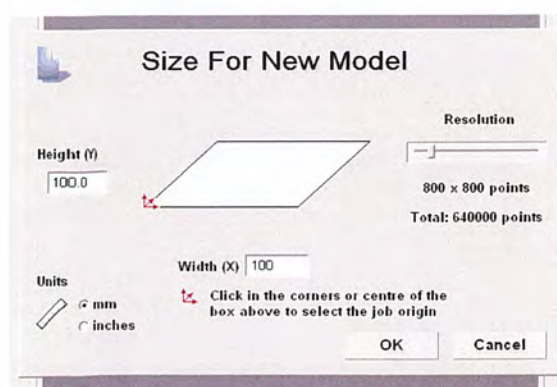 Size For New Model
Resolution
Height (Y)
100.0
800 x 800 points
Total: 640000 points
Width (X) 100
Units
mm
inches
Click in the corners or centre of the
box above to select the job origin
OK
Cancel